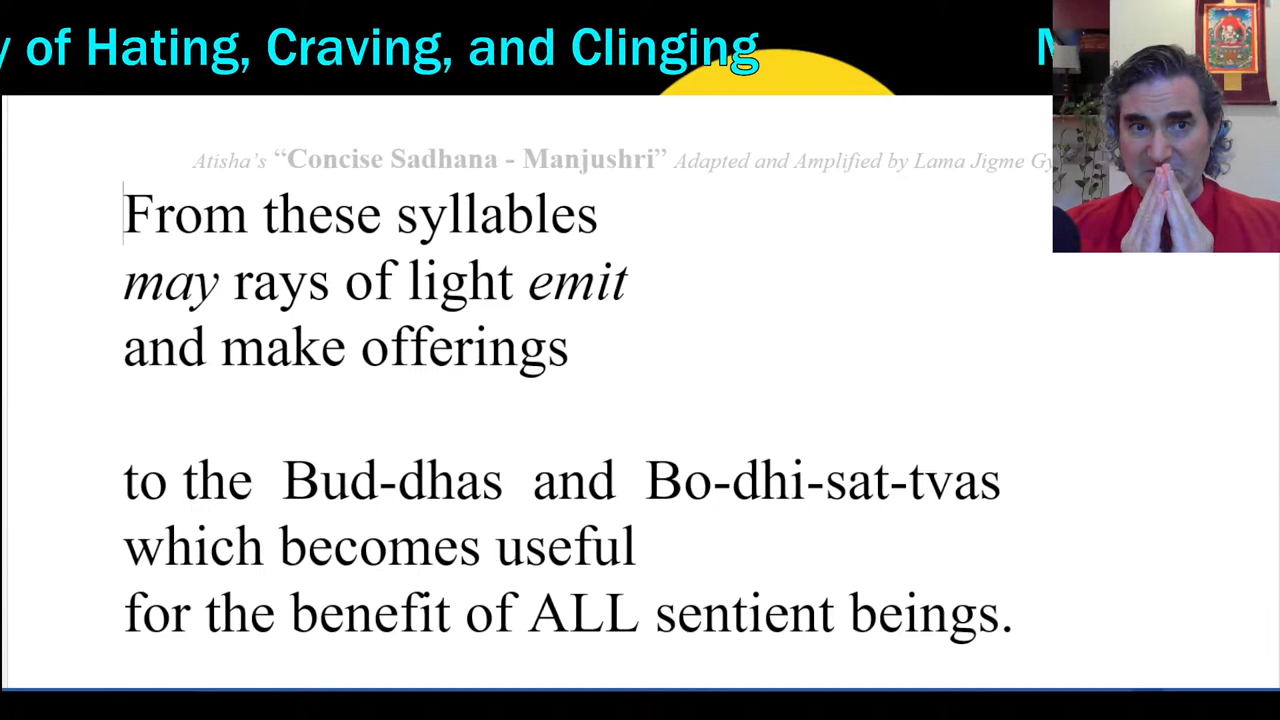 of Hating, Craving, and Clinging
Atisha's “Concise Sadhana - Manjushri” Adapted and Amplified by Lama Jigme
From these syllables
may rays of light emit
and make offerings
to the Bud-dhas and Bo-dhi-sat-tvas
which becomes useful
for the benefit of ALL sentient beings.